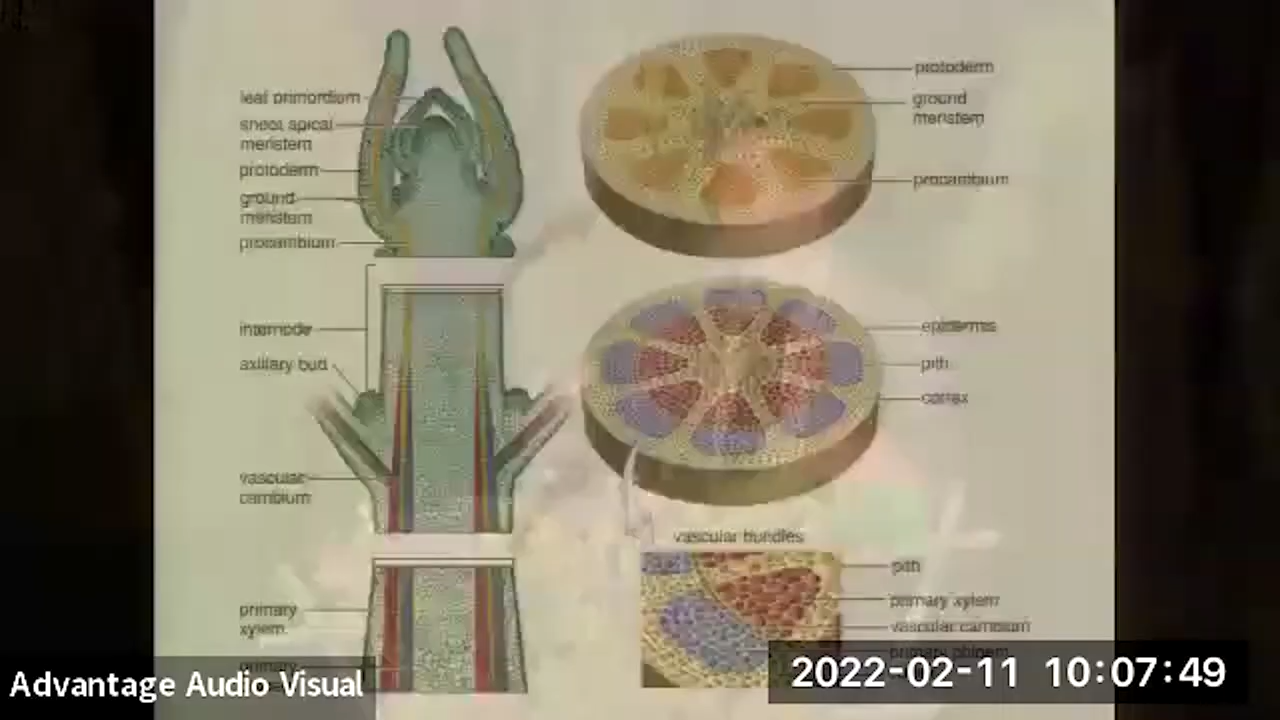 leaf primordium
shoot apical
meristem
protoderm
ground
meristem
procambium
internode
axillary bud
vascular
cambium
primary
xylem
primary
protoderm
ground
meristem
procambium
epidermis
pith
cortex
vascular bundles
pith
primary xylem
vascular cambium
primary phloem
Advantage Audio Visual
2022-02-11 10:07:49